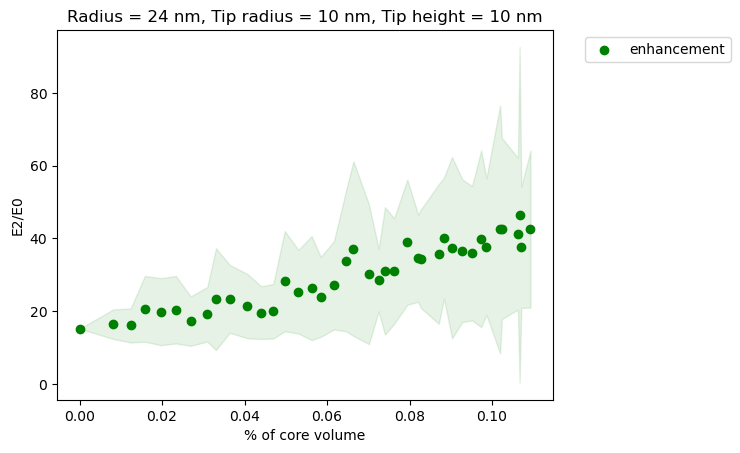 Radius = 24 nm, Tip radius = 10 nm, Tip height = 10 nm
enhancement
E2/E0
80
60
40
20
0
0.00 0.02 0.04 0.06 0.08 0.10
% of core volume